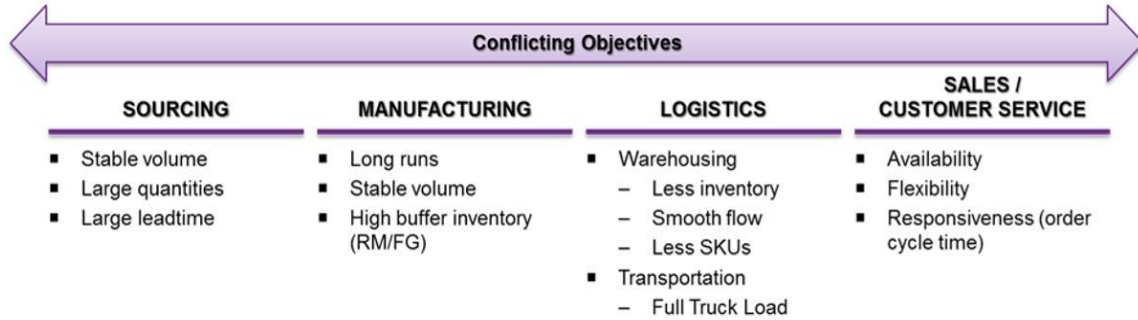 Conflicting Objectives
SOURCING
▪ Stable volume
▪ Large quantities
▪ Large leadtime
MANUFACTURING
▪ Long runs
▪ Stable volume
▪ High buffer inventory
(RM/FG)
LOGISTICS
▪ Warehousing
– Less inventory
– Smooth flow
– Less SKUs
▪ Transportation
– Full Truck Load
SALES /
CUSTOMER SERVICE
▪ Availability
▪ Flexibility
▪ Responsiveness (order
cycle time)